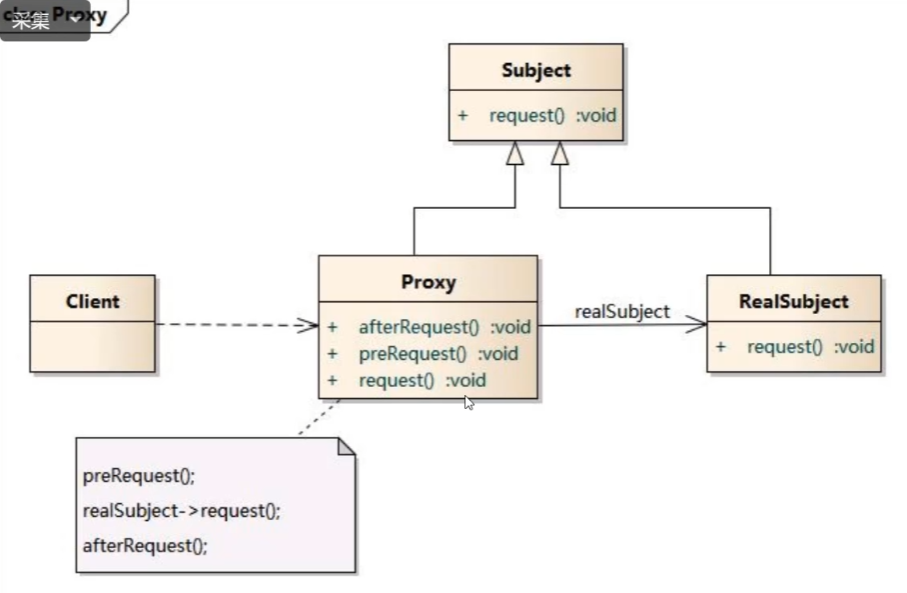 Proxy
采集
Subject
+ request() :void
Client
Proxy
+ afterRequest() :void
+ preRequest() :void
+ request() :void
realSubject
RealSubject
+ request() :void
preRequest();
realSubject->request();
afterRequest();